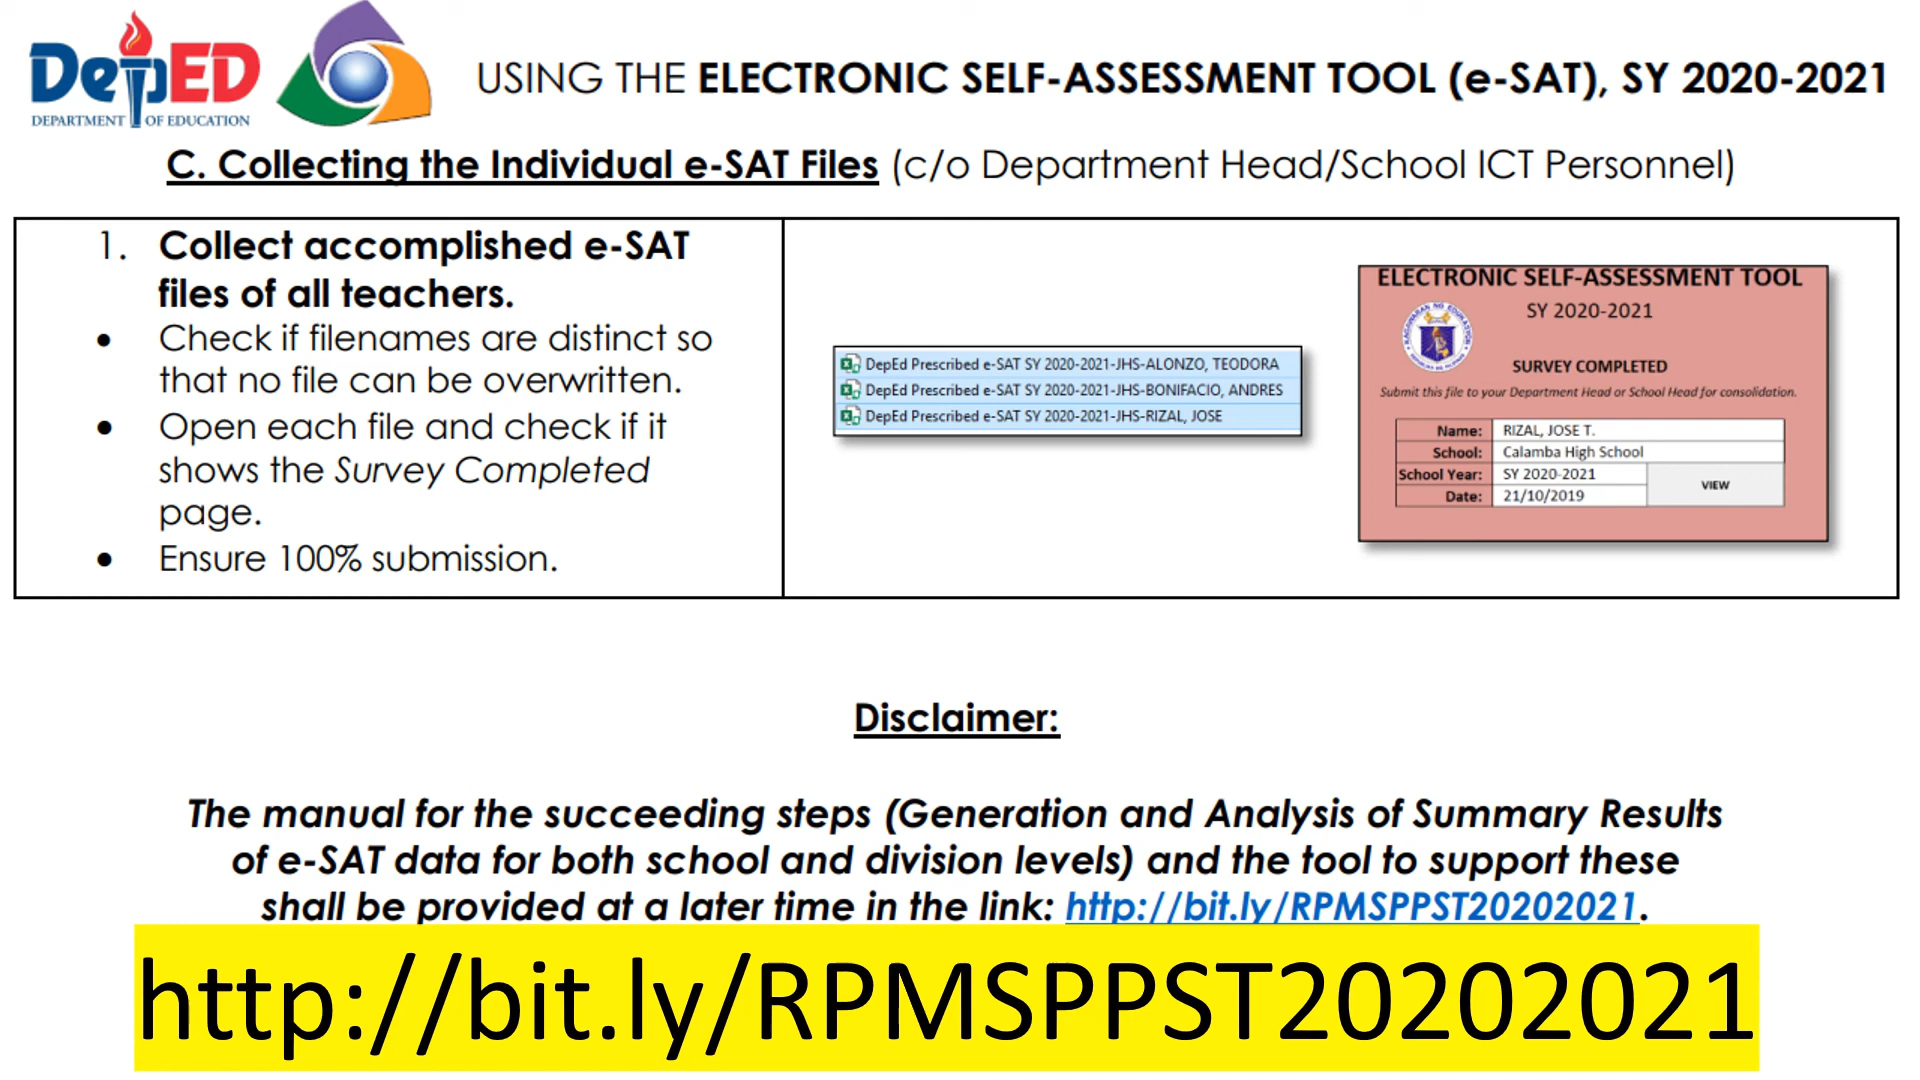 DepED
DEPARTMENT OF EDUCATION
USING THE ELECTRONIC SELF-ASSESSMENT TOOL (e-SAT), SY 2020-2021
C. Collecting the Individual e-SAT Files (c/o Department Head/School ICT Personnel)
1. Collect accomplished e-SAT
files of all teachers.
• Check if filenames are distinct so
that no file can be overwritten.
• Open each file and check if it
shows the Survey Completed
page.
• Ensure 100% submission.
DepEd Prescribed e-SAT SY 2020-2021-JHS-ALONZO, TEODORA
DepEd Prescribed e-SAT SY 2020-2021-JHS-BONIFACIO, ANDRES
DepEd Prescribed e-SAT SY 2020-2021-JHS-RIZAL, JOSE
ELECTRONIC SELF-ASSESSMENT TOOL
SY 2020-2021
SURVEY COMPLETED
Submit this file to your Department Head or School Head for consolidation.
Name: RIZAL, JOSE T.
School: Calamba High School
School Year: SY 2020-2021
VIEW
Date: 21/10/2019
Disclaimer:
The manual for the succeeding steps (Generation and Analysis of Summary Results
of e-SAT data for both school and division levels) and the tool to support these
shall be provided at a later time in the link: http://bit.ly/RPMSPPST20202021.
http://bit.ly/RPMSPPST20202021